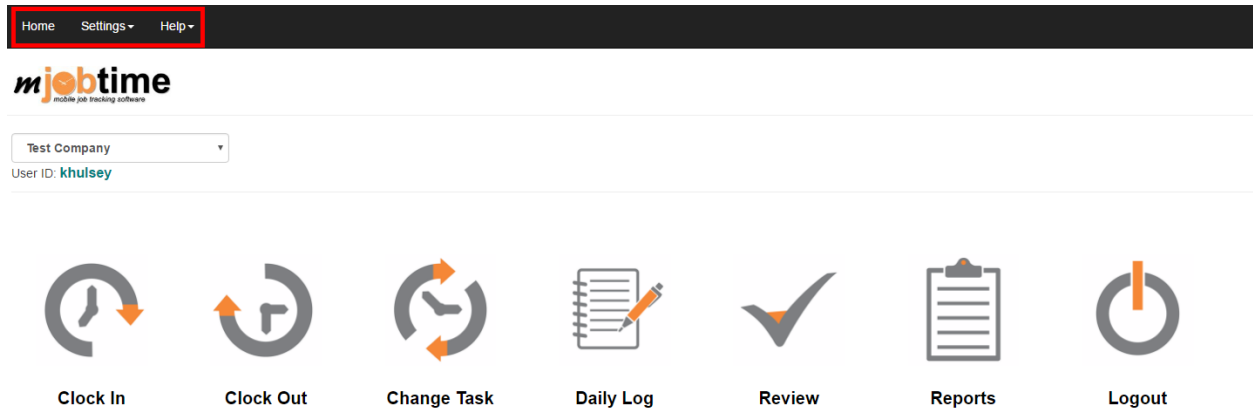 Home Settings Help
mjobtime
mobile job tracking software
Test Company
User ID: khulsey
Clock In Clock Out Change Task Daily Log Review Reports Logout